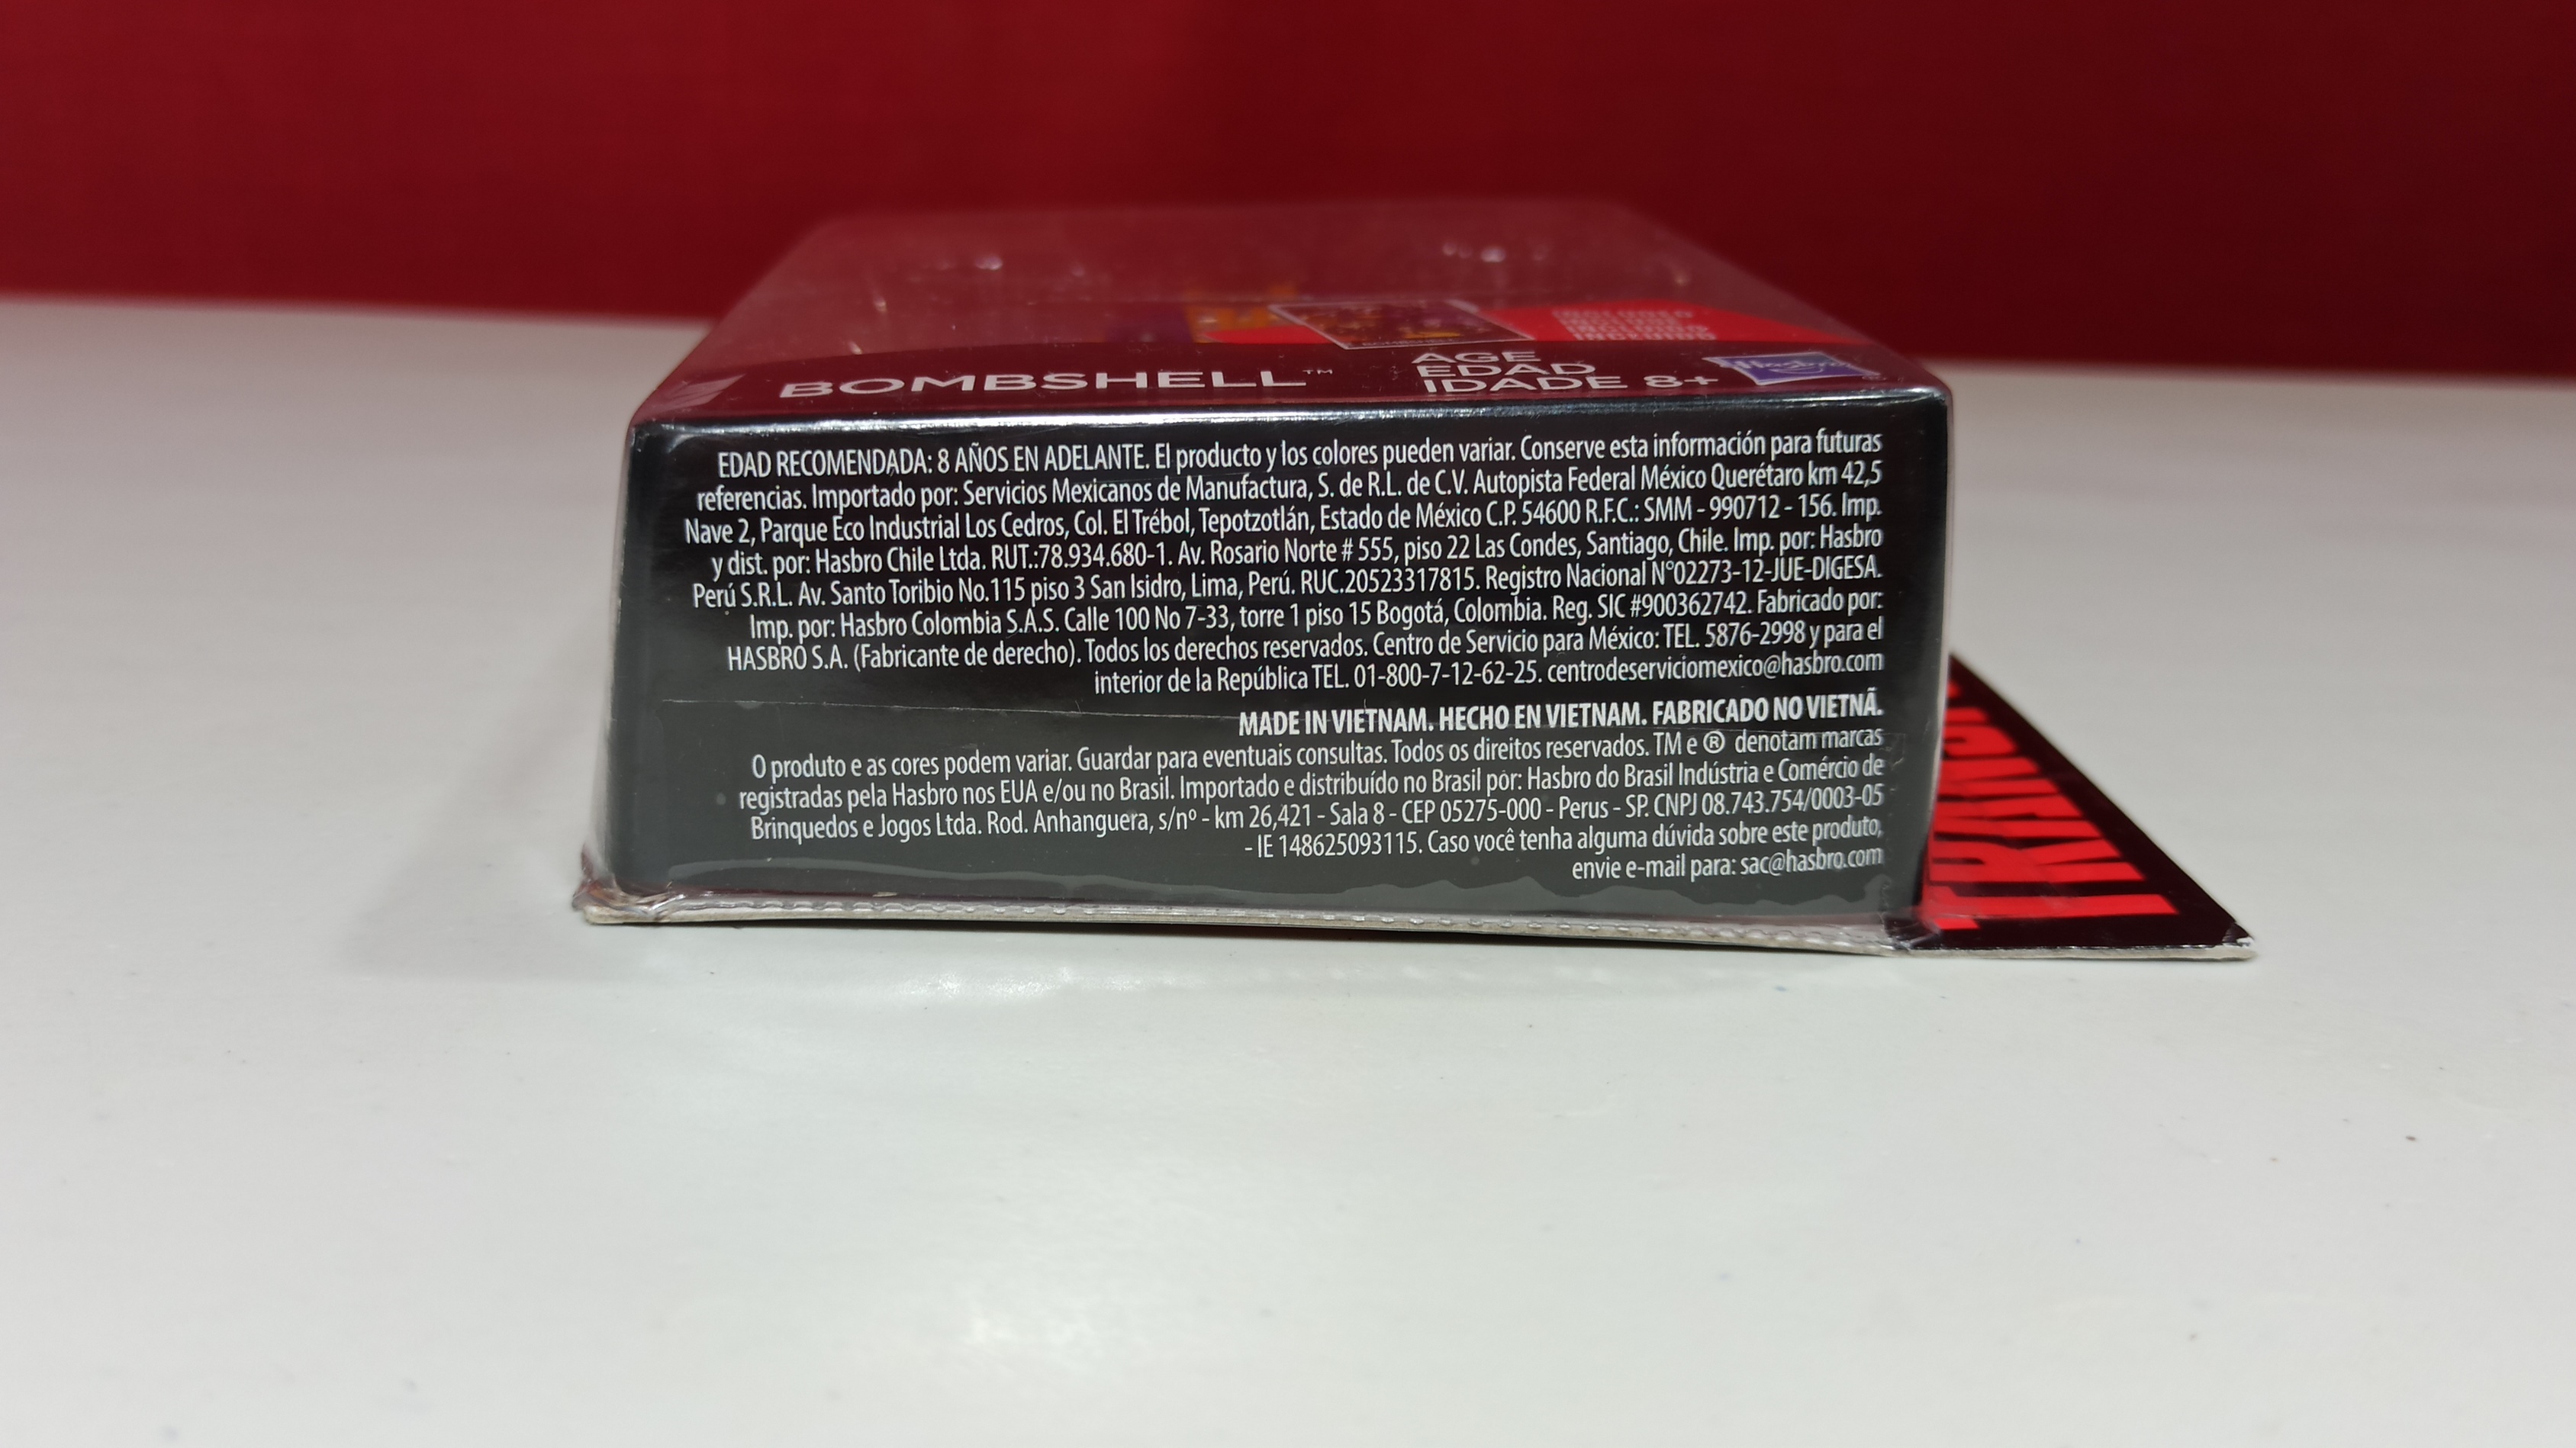 INCLUIDO
BOMBSHELL™
AGE
EDAD
IDADE 8+
Hasbro
EDAD RECOMENDADA: 8 AÑOS EN ADELANTE. El producto y los colores pueden variar. Conserve esta información para futuras
referencias. Importado por: Servicios Mexicanos de Manufactura, S. de R.L. de C.V. Autopista Federal México Querétaro km 42,5
Nave 2, Parque Eco Industrial Los Cedros, Col. El Trébol, Tepotzotlán, Estado de México C.P. 54600 R.F.C.: SMM - 990712 - 156. Imp.
y dist. por: Hasbro Chile Ltda. RUT.:78.934.680-1. Av. Rosario Norte # 555, piso 22 Las Condes, Santiago, Chile. Imp. por: Hasbro
Perú S.R.L. Av. Santo Toribio No.115 piso 3 San Isidro, Lima, Perú. RUC.20523317815. Registro Nacional N°02273-12-JUE-DIGESA.
Imp. por: Hasbro Colombia S.A.S. Calle 100 No 7-33, torre 1 piso 15 Bogotá, Colombia. Reg. SIC #900362742. Fabricado por:
HASBRO S.A. (Fabricante de derecho). Todos los derechos reservados. Centro de Servicio para México: TEL. 5876-2998 y para el
interior de la República TEL. 01-800-7-12-62-25. centrodeserviciomexico@hasbro.com
MADE IN VIETNAM. HECHO EN VIETNAM. FABRICADO NO VIETNÃ.
O produto e as cores podem variar. Guardar para eventuais consultas. Todos os direitos reservados. TM e ® denotam marcas
registradas pela Hasbro nos EUA e/ou no Brasil. Importado e distribuído no Brasil por: Hasbro do Brasil Indústria e Comércio de
Brinquedos e Jogos Ltda. Rod. Anhanguera, s/nº - km 26,421 - Sala 8 - CEP 05275-000 - Perus - SP. CNPJ 08.743.754/0003-05
- IE 148625093115. Caso você tenha alguma dúvida sobre este produto,
envie e-mail para: sac@hasbro.com